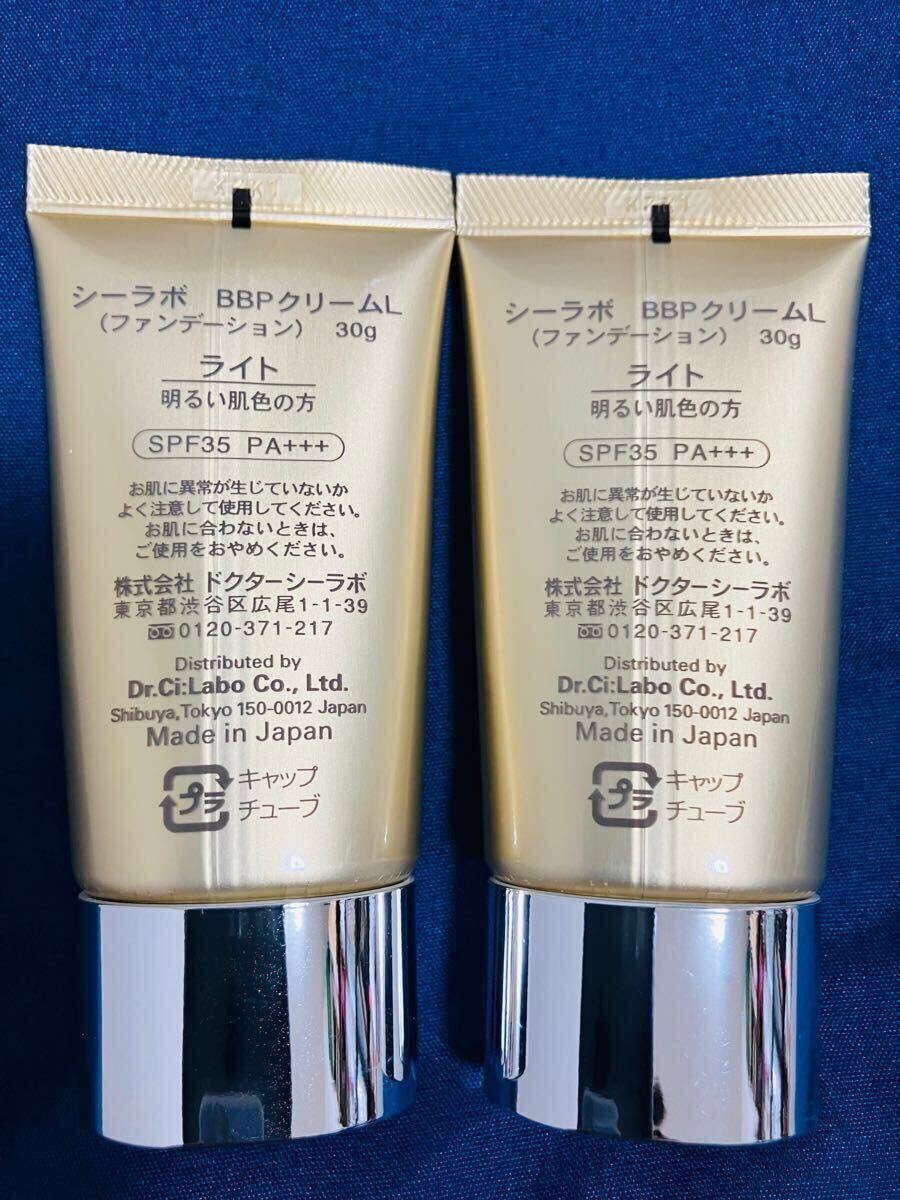 シーラボ BBPクリームL
(ファンデーション) 30g
ライト
明るい肌色の方
SPF35 PA+++
お肌に異常が生じていないか
よく注意して使用してください。
お肌に合わないときは、
ご使用をおやめください。
株式会社 ドクターシーラボ
東京都渋谷区広尾1-1-39
0120-371-217
Distributed by
Dr.Ci:Labo Co., Ltd.
Shibuya,Tokyo 150-0012 Japan
Made in Japan
プラ
キャップ
チューブ
シーラボ BBPクリームL
(ファンデーション) 30g
ライト
明るい肌色の方
SPF35 PA+++
お肌に異常が生じていないか
よく注意して使用してください。
お肌に合わないときは、
ご使用をおやめください。
株式会社 ドクターシーラボ
東京都渋谷区広尾1-1-39
0120-371-217
Distributed by
Dr.Ci:Labo Co., Ltd.
Shibuya,Tokyo 150-0012 Japan
Made in Japan
プラ
キャップ
チューブ